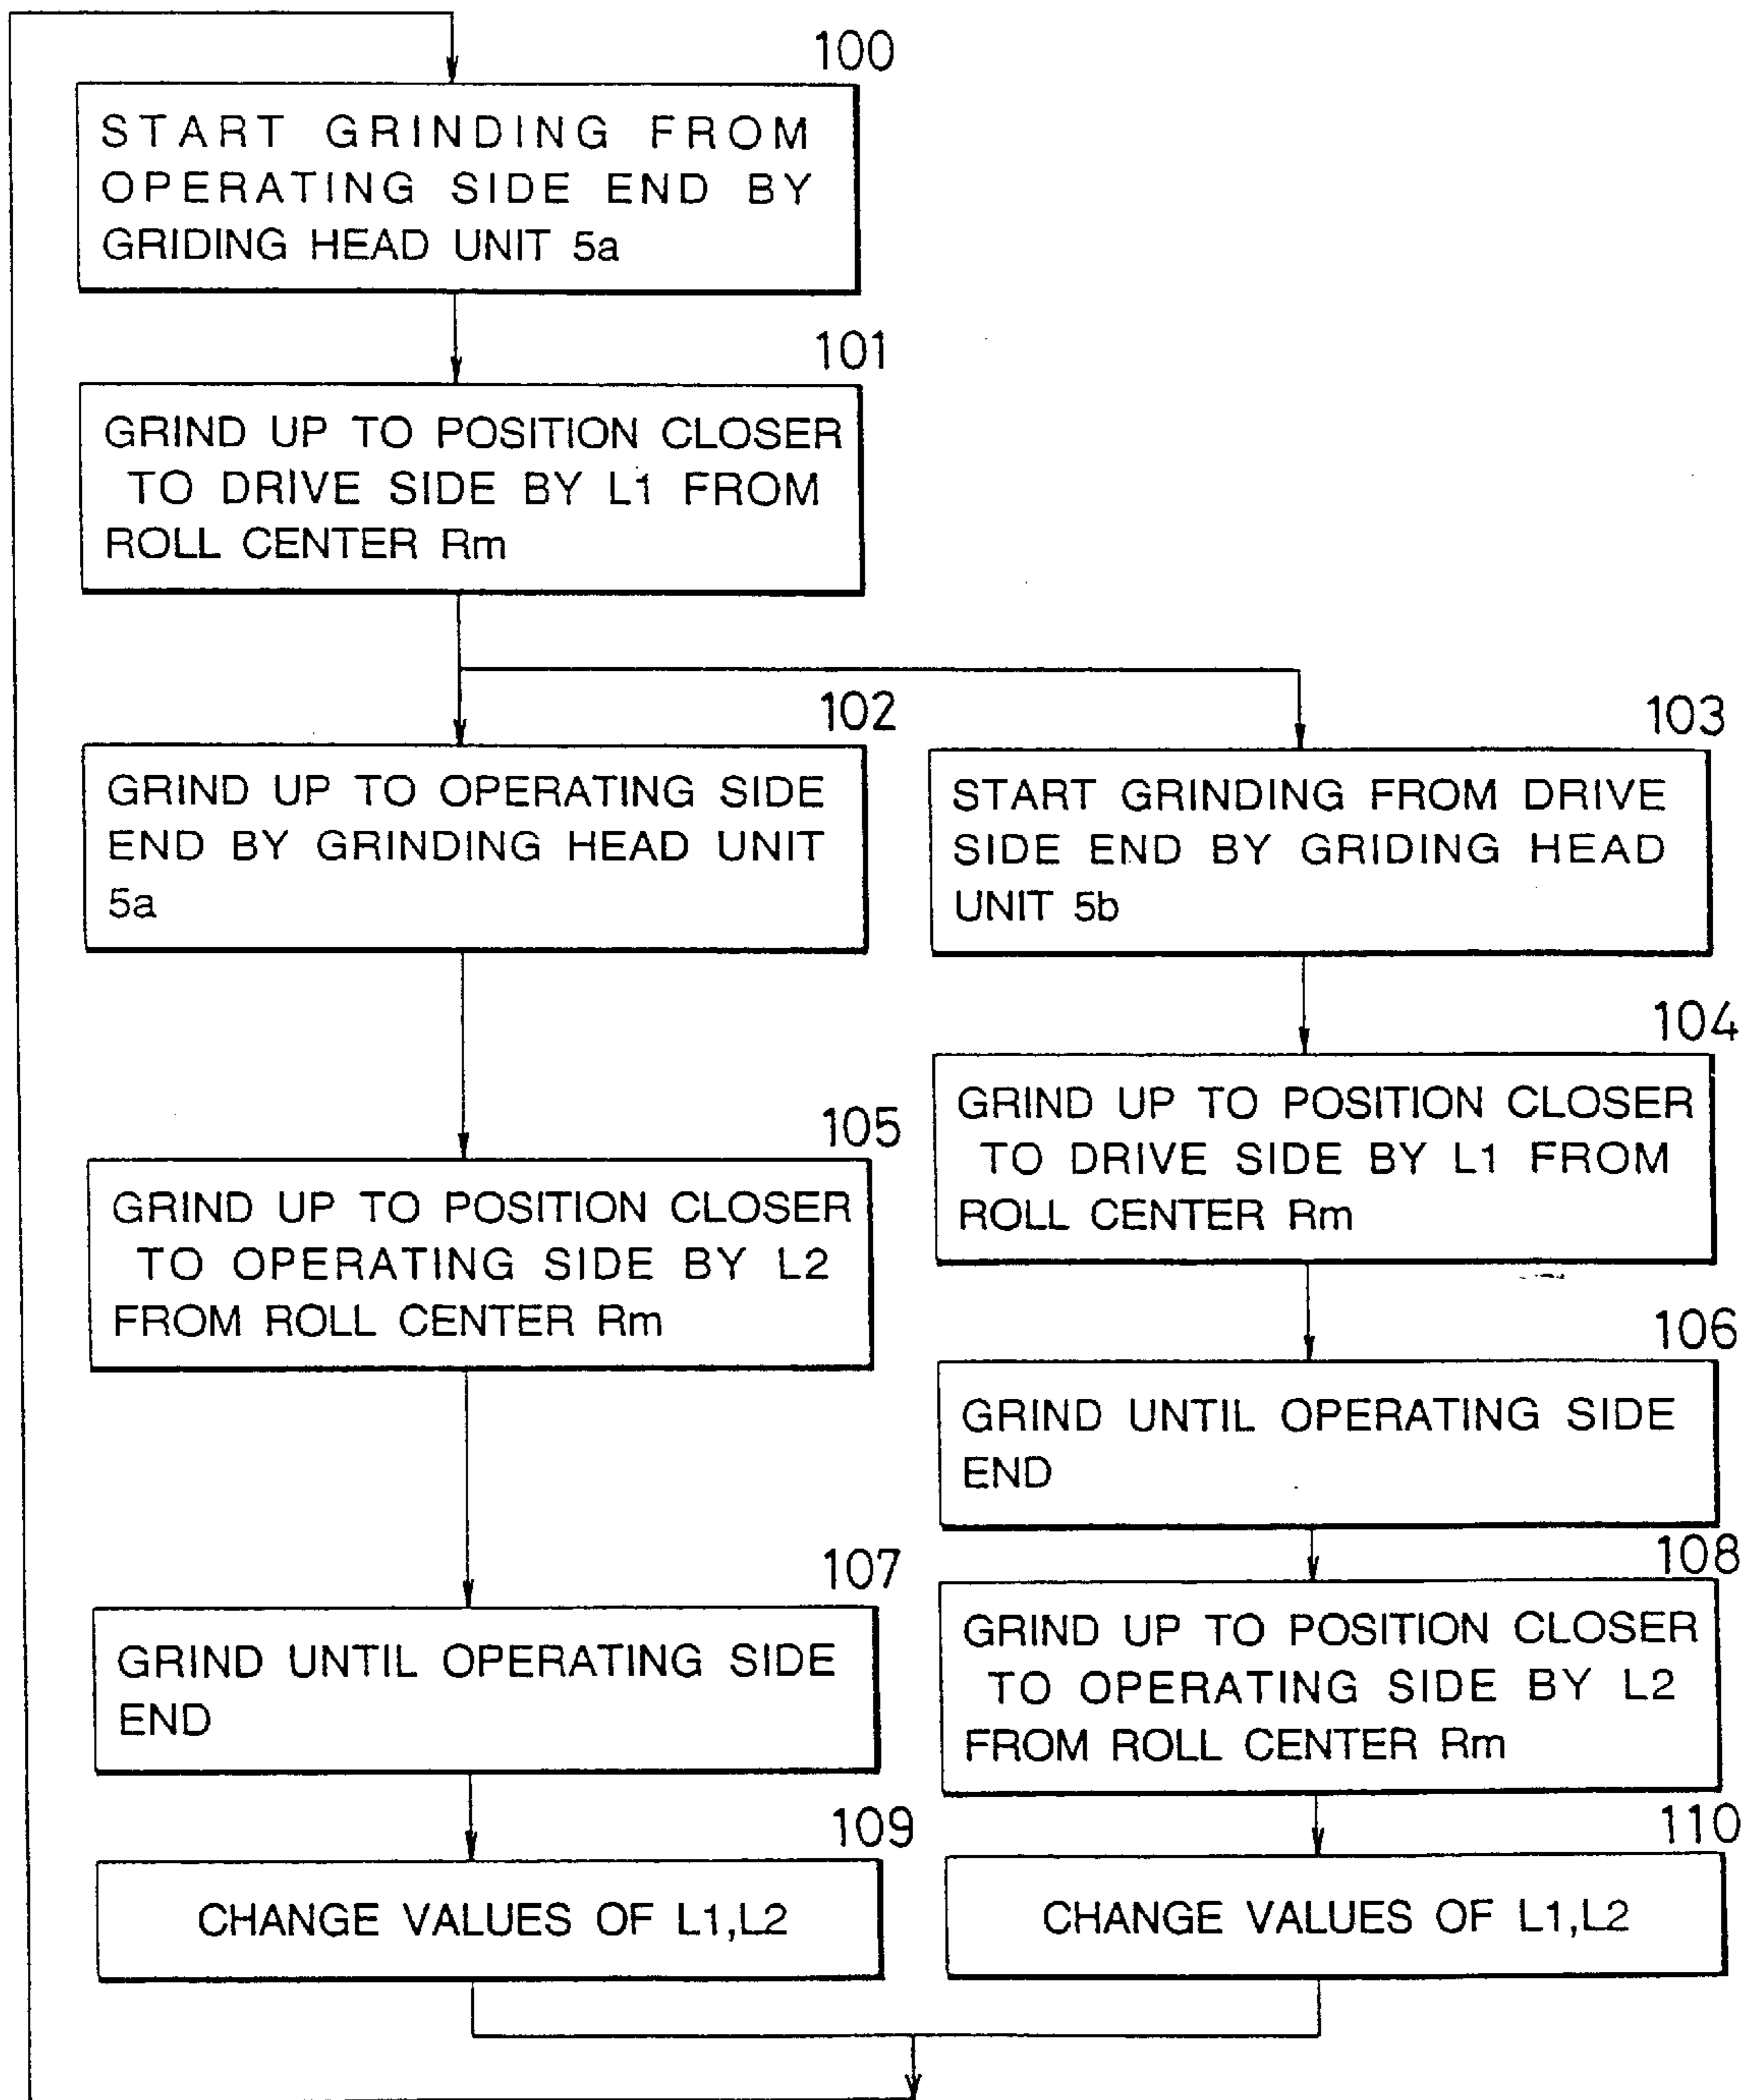 100
START GRINDING FROM
OPERATING SIDE END BY
GRIDING HEAD UNIT 5a
101
GRIND UP TO POSITION CLOSER
TO DRIVE SIDE BY L1 FROM
ROLL CENTER Rm
102
GRIND UP TO OPERATING SIDE
END BY GRINDING HEAD UNIT
5a
103
START GRINDING FROM DRIVE
SIDE END BY GRIDING HEAD
UNIT 5b
104
GRIND UP TO POSITION CLOSER
TO DRIVE SIDE BY L1 FROM
ROLL CENTER Rm
105
GRIND UP TO POSITION CLOSER
TO OPERATING SIDE BY L2
FROM ROLL CENTER Rm
106
GRIND UNTIL OPERATING SIDE
END
107
GRIND UNTIL OPERATING SIDE
END
108
GRIND UP TO POSITION CLOSER
TO OPERATING SIDE BY L2
FROM ROLL CENTER Rm
109
CHANGE VALUES OF L1,L2
110
CHANGE VALUES OF L1,L2